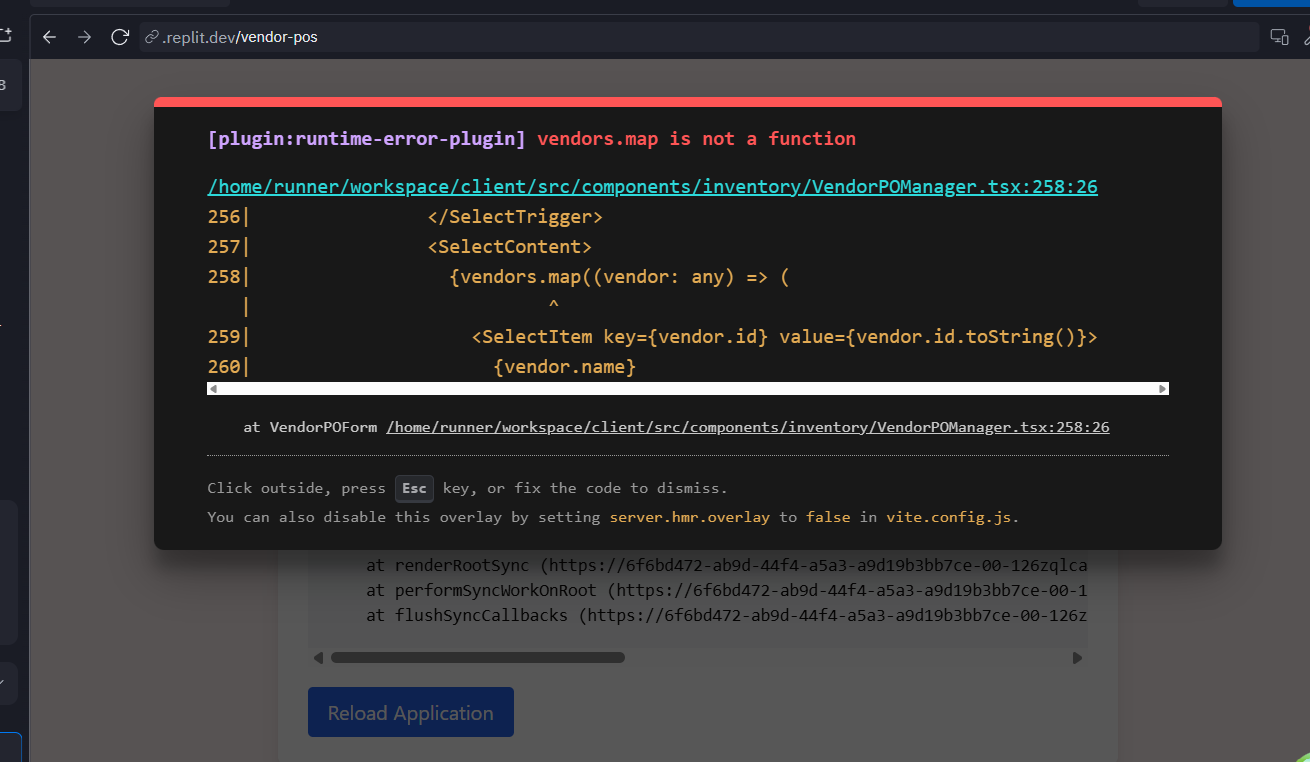 .replit.dev/vendor-pos
[plugin:runtime-error-plugin] vendors.map is not a function
/home/runner/workspace/client/src/components/inventory/VendorPOManager.tsx:258:26
256|                </SelectTrigger>
257|                <SelectContent>
258|                  {vendors.map((vendor: any) => (
   |                           ^
259|                    <SelectItem key={vendor.id} value={vendor.id.toString()}>
260|                      {vendor.name}
at VendorPOForm /home/runner/workspace/client/src/components/inventory/VendorPOManager.tsx:258:26
Click outside, press Esc key, or fix the code to dismiss.
You can also disable this overlay by setting server.hmr.overlay to false in vite.config.js.
at renderRootSync (https://6f6bd472-ab9d-44f4-a5a3-a9d19b3bb7ce-00-126zqlca
at performSyncWorkOnRoot (https://6f6bd472-ab9d-44f4-a5a3-a9d19b3bb7ce-00-1
at flushSyncCallbacks (https://6f6bd472-ab9d-44f4-a5a3-a9d19b3bb7ce-00-126z
Reload Application